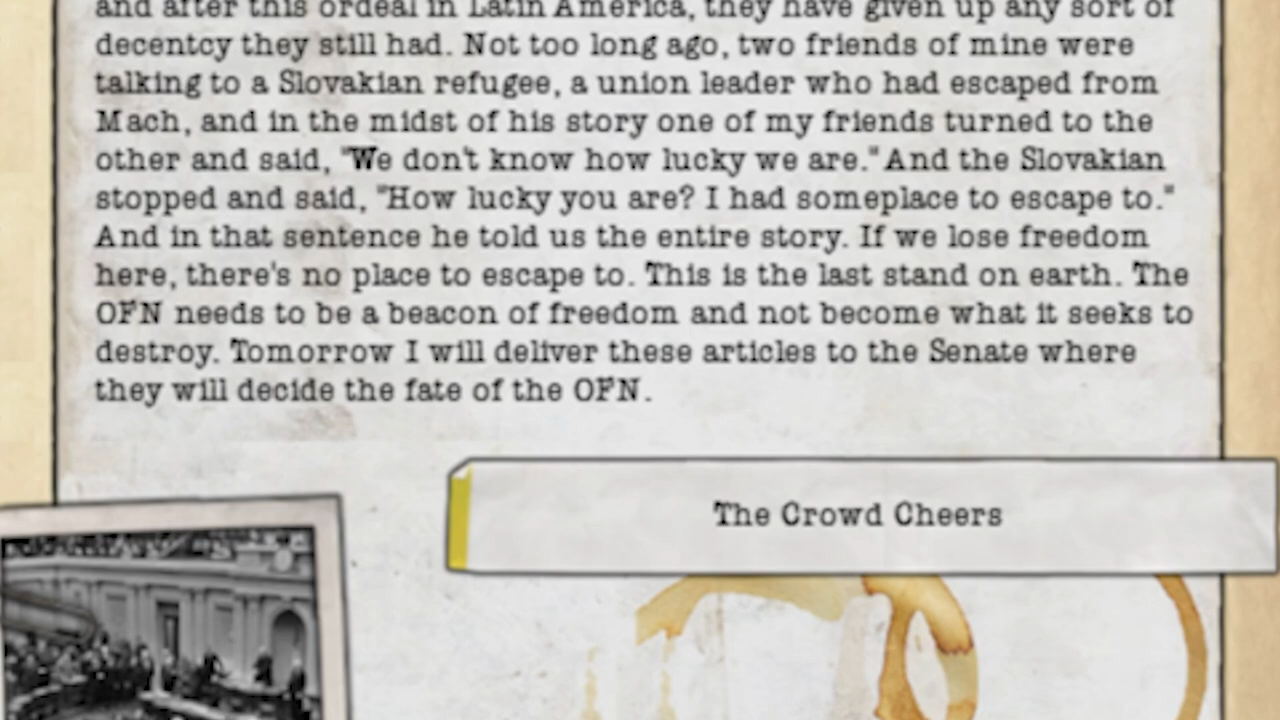 and after this ordeal in Latin America, they have given up any sort of
decentcy they still had. Not too long ago, two friends of mine were
talking to a Slovakian refugee, a union leader who had escaped from
Mach, and in the midst of his story one of my friends turned to the
other and said, "We don't know how lucky we are." And the Slovakian
stopped and said, "How lucky you are? I had someplace to escape to."
And in that sentence he told us the entire story. If we lose freedom
here, there's no place to escape to. This is the last stand on earth. The
OFN needs to be a beacon of freedom and not become what it seeks to
destroy. Tomorrow I will deliver these articles to the Senate where
they will decide the fate of the OFN.
The Crowd Cheers